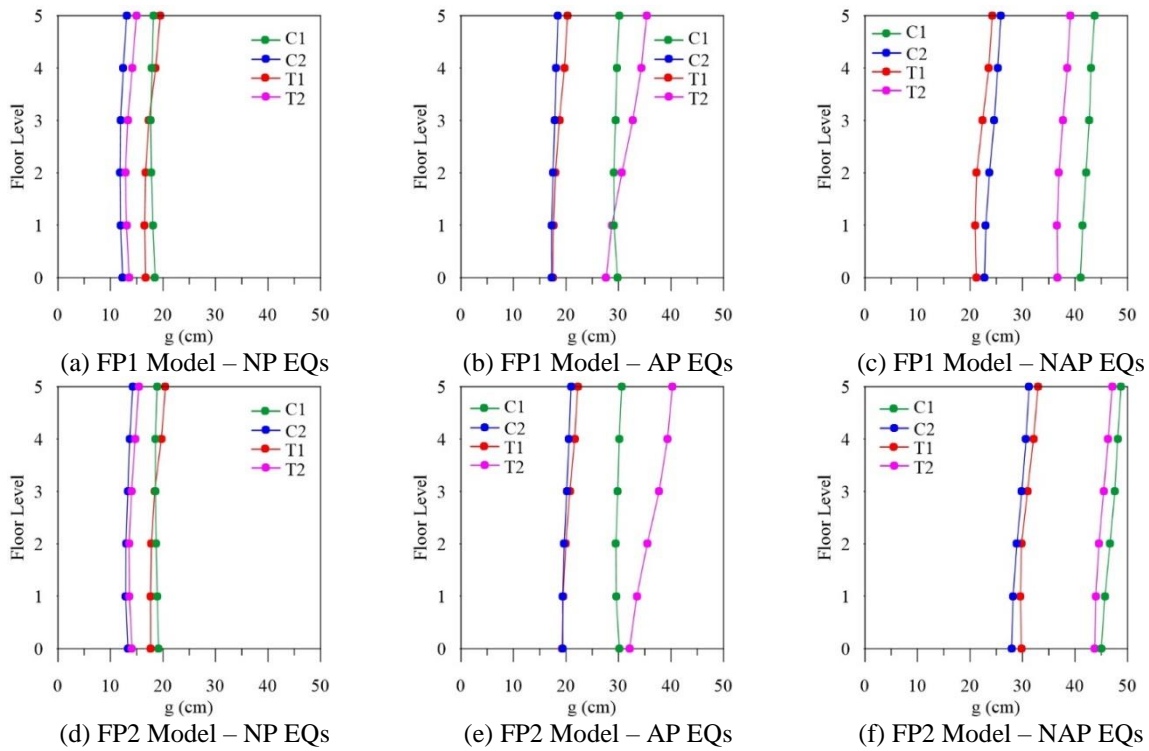 5
4
3
2
1
0
Floor Level
C1
C2
T1
T2
0 10 20 30 40 50
g (cm)
(a) FP1 Model – NP EQs
5
4
3
2
1
0
Floor Level
C1
C2
T1
T2
0 10 20 30 40 50
g (cm)
(b) FP1 Model – AP EQs
5
4
3
2
1
0
Floor Level
C1
C2
T1
T2
0 10 20 30 40 50
g (cm)
(c) FP1 Model – NAP EQs
5
4
3
2
1
0
Floor Level
C1
C2
T1
T2
0 10 20 30 40 50
g (cm)
(d) FP2 Model – NP EQs
5
4
3
2
1
0
Floor Level
C1
C2
T1
T2
0 10 20 30 40 50
g (cm)
(e) FP2 Model – AP EQs
5
4
3
2
1
0
Floor Level
C1
C2
T1
T2
0 10 20 30 40 50
g (cm)
(f) FP2 Model – NAP EQs